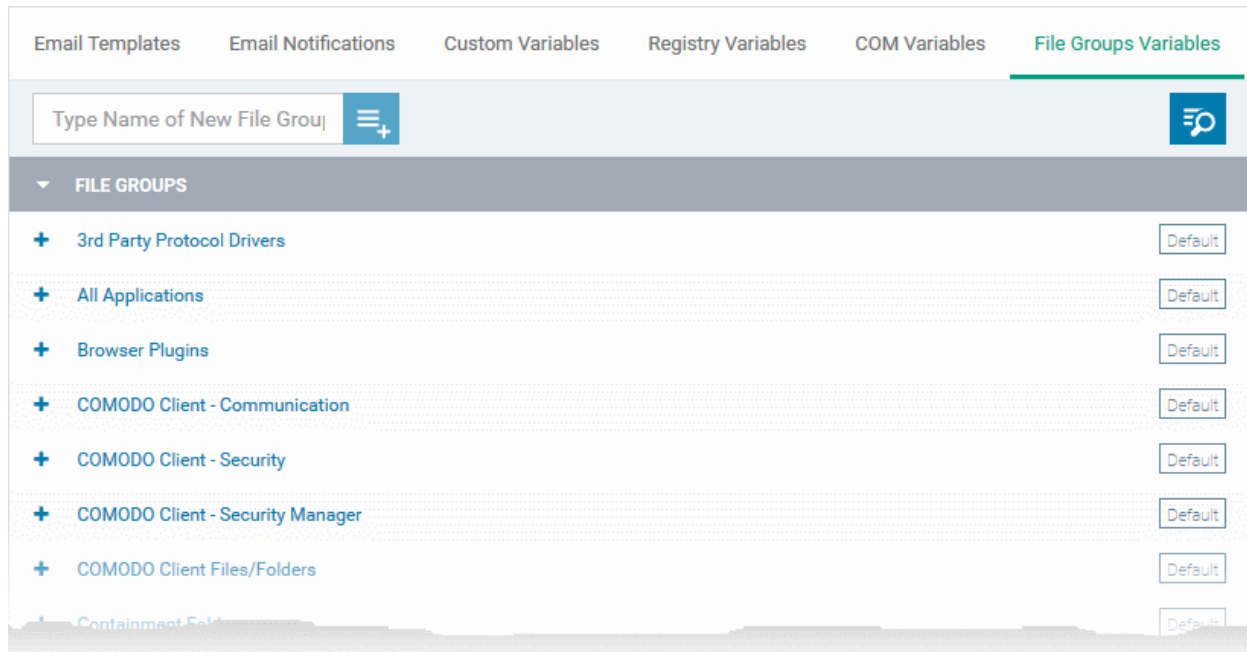 Email Templates Email Notifications Custom Variables Registry Variables COM Variables File Groups Variables
Type Name of New File Grou
FILE GROUPS
3rd Party Protocol Drivers Default
All Applications Default
Browser Plugins Default
COMODO Client - Communication Default
COMODO Client - Security Default
COMODO Client - Security Manager Default
COMODO Client Files/Folders Default
Containment Default